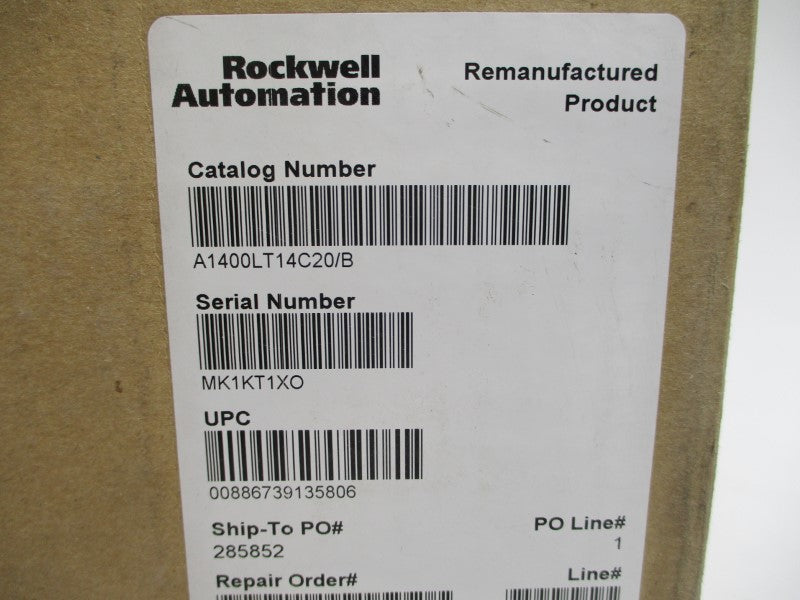 Rockwell
Automation
Remanufactured
Product
Catalog Number
A1400LT14C20/B
Serial Number
MK1KT1XO
UPC
00886739135806
Ship-To PO#
285852
PO Line#
1
Repair Order#
Line#